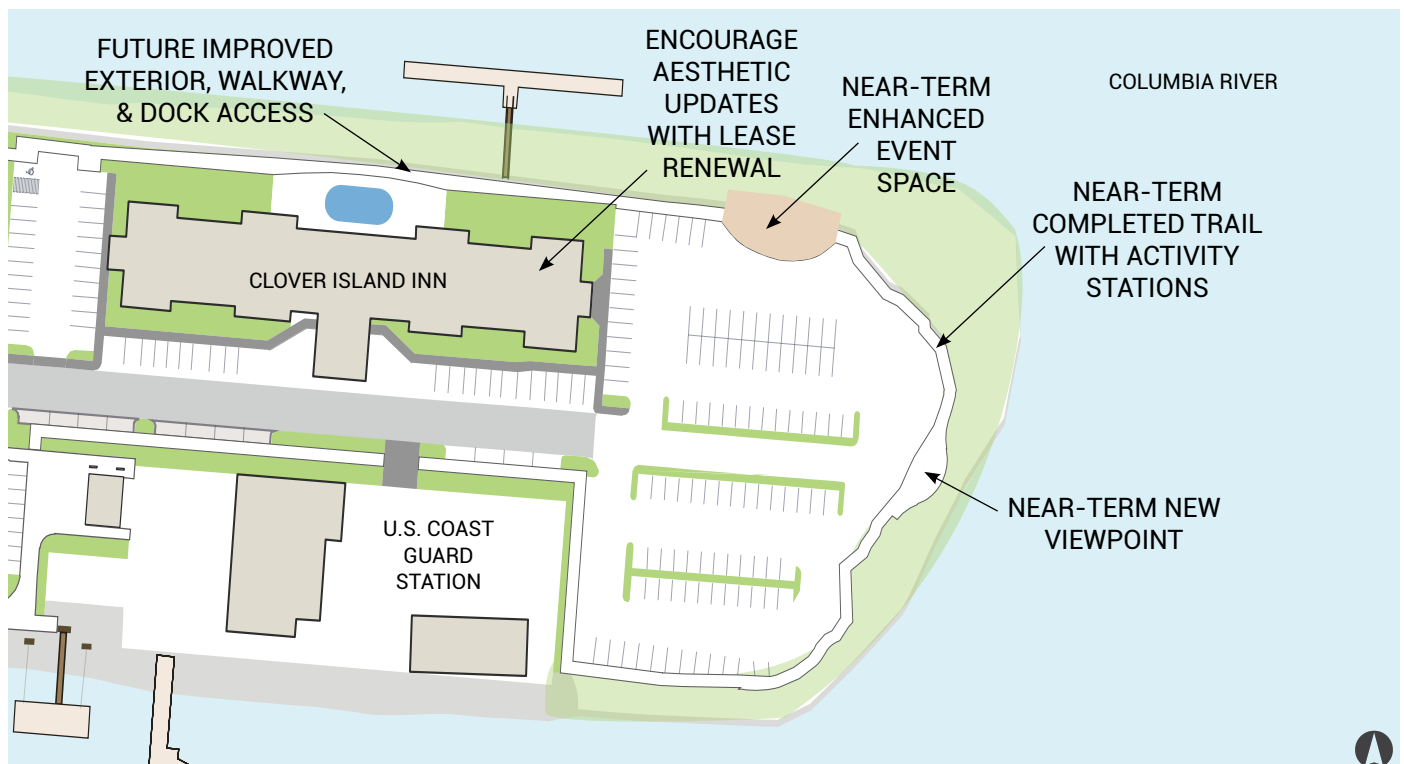 FUTURE IMPROVED
EXTERIOR, WALKWAY,
& DOCK ACCESS
ENCOURAGE
AESTHETIC
UPDATES
WITH LEASE
RENEWAL
NEAR-TERM
ENHANCED
EVENT
SPACE
COLUMBIA RIVER
NEAR-TERM
COMPLETED TRAIL
WITH ACTIVITY
STATIONS
CLOVER ISLAND INN
NEAR-TERM NEW
VIEWPOINT
U.S. COAST
GUARD
STATION